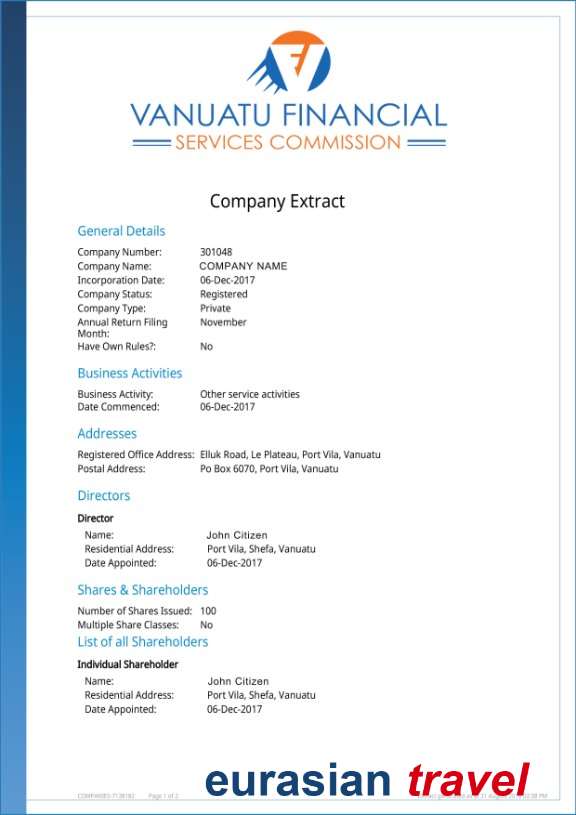 VANUATU FINANCIAL
SERVICES COMMISSION
Company Extract
General Details
Company Number: 301048
Company Name: COMPANY NAME
Incorporation Date: 06-Dec-2017
Company Status: Registered
Company Type: Private
Annual Return Filing November
Month:
Have Own Rules?: No
Business Activities
Business Activity: Other service activities
Date Commenced: 06-Dec-2017
Addresses
Registered Office Address: Elluk Road, Le Plateau, Port Vila, Vanuatu
Postal Address: Po Box 6070, Port Vila, Vanuatu
Directors
Director
Name: John Citizen
Residential Address: Port Vila, Shefa, Vanuatu
Date Appointed: 06-Dec-2017
Shares & Shareholders
Number of Shares Issued: 100
Multiple Share Classes: No
List of all Shareholders
Individual Shareholder
Name: John Citizen
Residential Address: Port Vila, Shefa, Vanuatu
Date Appointed: 06-Dec-2017
eurasian travel
Page 1 of 2